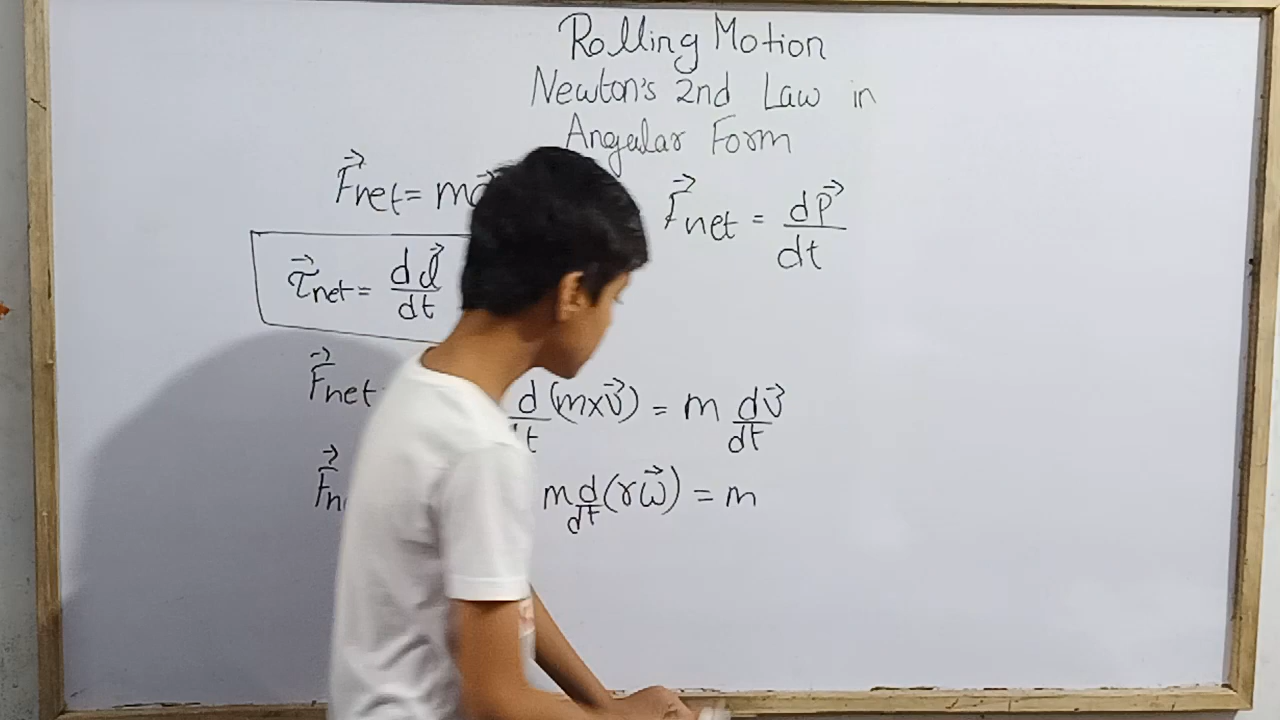 Rolling Motion
Newton's 2nd Law in
Angular Form
F⃗net = m
F⃗net = dp⃗/dt
τ⃗net = dl⃗/dt
F⃗net
d/dt (m×v⃗) = m dv⃗/dt
F⃗n
m d/dt (rω⃗) = m